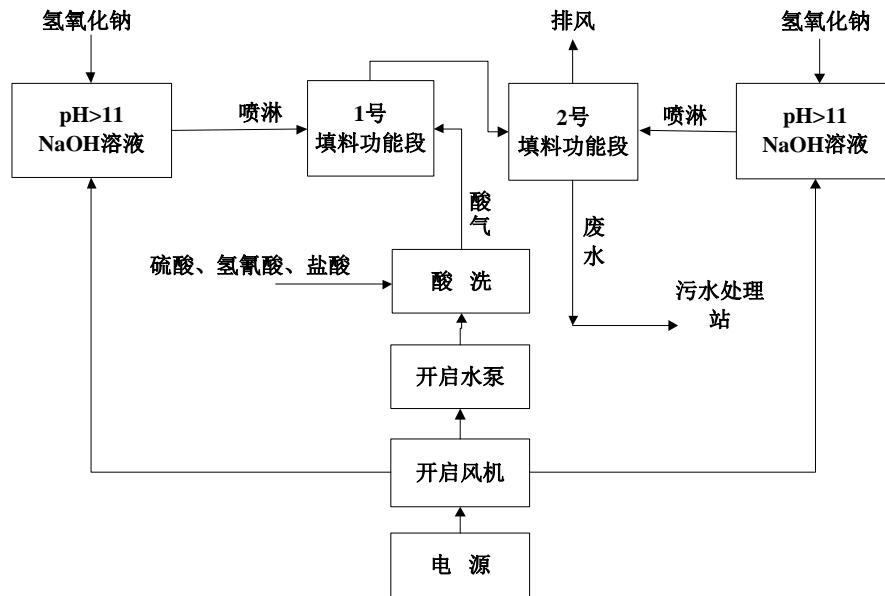 氢氧化钠
排风
氢氧化钠
pH>11
NaOH溶液
喷淋
1号
填料功能段
2号
填料功能段
喷淋
pH>11
NaOH溶液
酸
气
废
水
硫酸、氢氰酸、盐酸
酸 洗
污水处理
站
开启水泵
开启风机
电 源